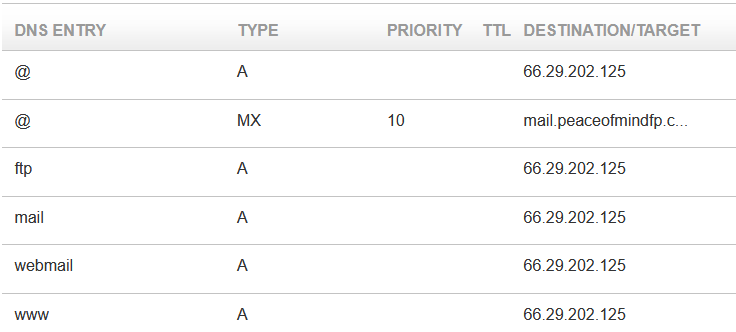 DNS ENTRY TYPE PRIORITY TTL DESTINATION/TARGET
@ A 66.29.202.125
@ MX 10 mail.peaceofmindfp.c...
ftp A 66.29.202.125
mail A 66.29.202.125
webmail A 66.29.202.125
www A 66.29.202.125